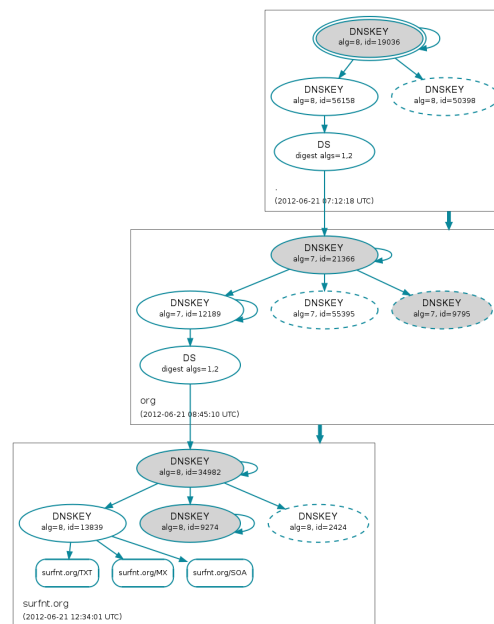 DNSKEY
alg=8, id=19036
DNSKEY
alg=8, id=56158
DNSKEY
alg=8, id=50398
DS
digest algs=1,2
.
(2012-06-21 07:12:18 UTC)
DNSKEY
alg=7, id=21366
DNSKEY
alg=7, id=12189
DNSKEY
alg=7, id=55395
DNSKEY
alg=7, id=9795
DS
digest algs=1,2
org
(2012-06-21 08:45:10 UTC)
DNSKEY
alg=8, id=34982
DNSKEY
alg=8, id=13839
DNSKEY
alg=8, id=9274
DNSKEY
alg=8, id=2424
surfnt.org/TXT
surfnt.org/MX
surfnt.org/SOA
surfnt.org
(2012-06-21 12:34:01 UTC)